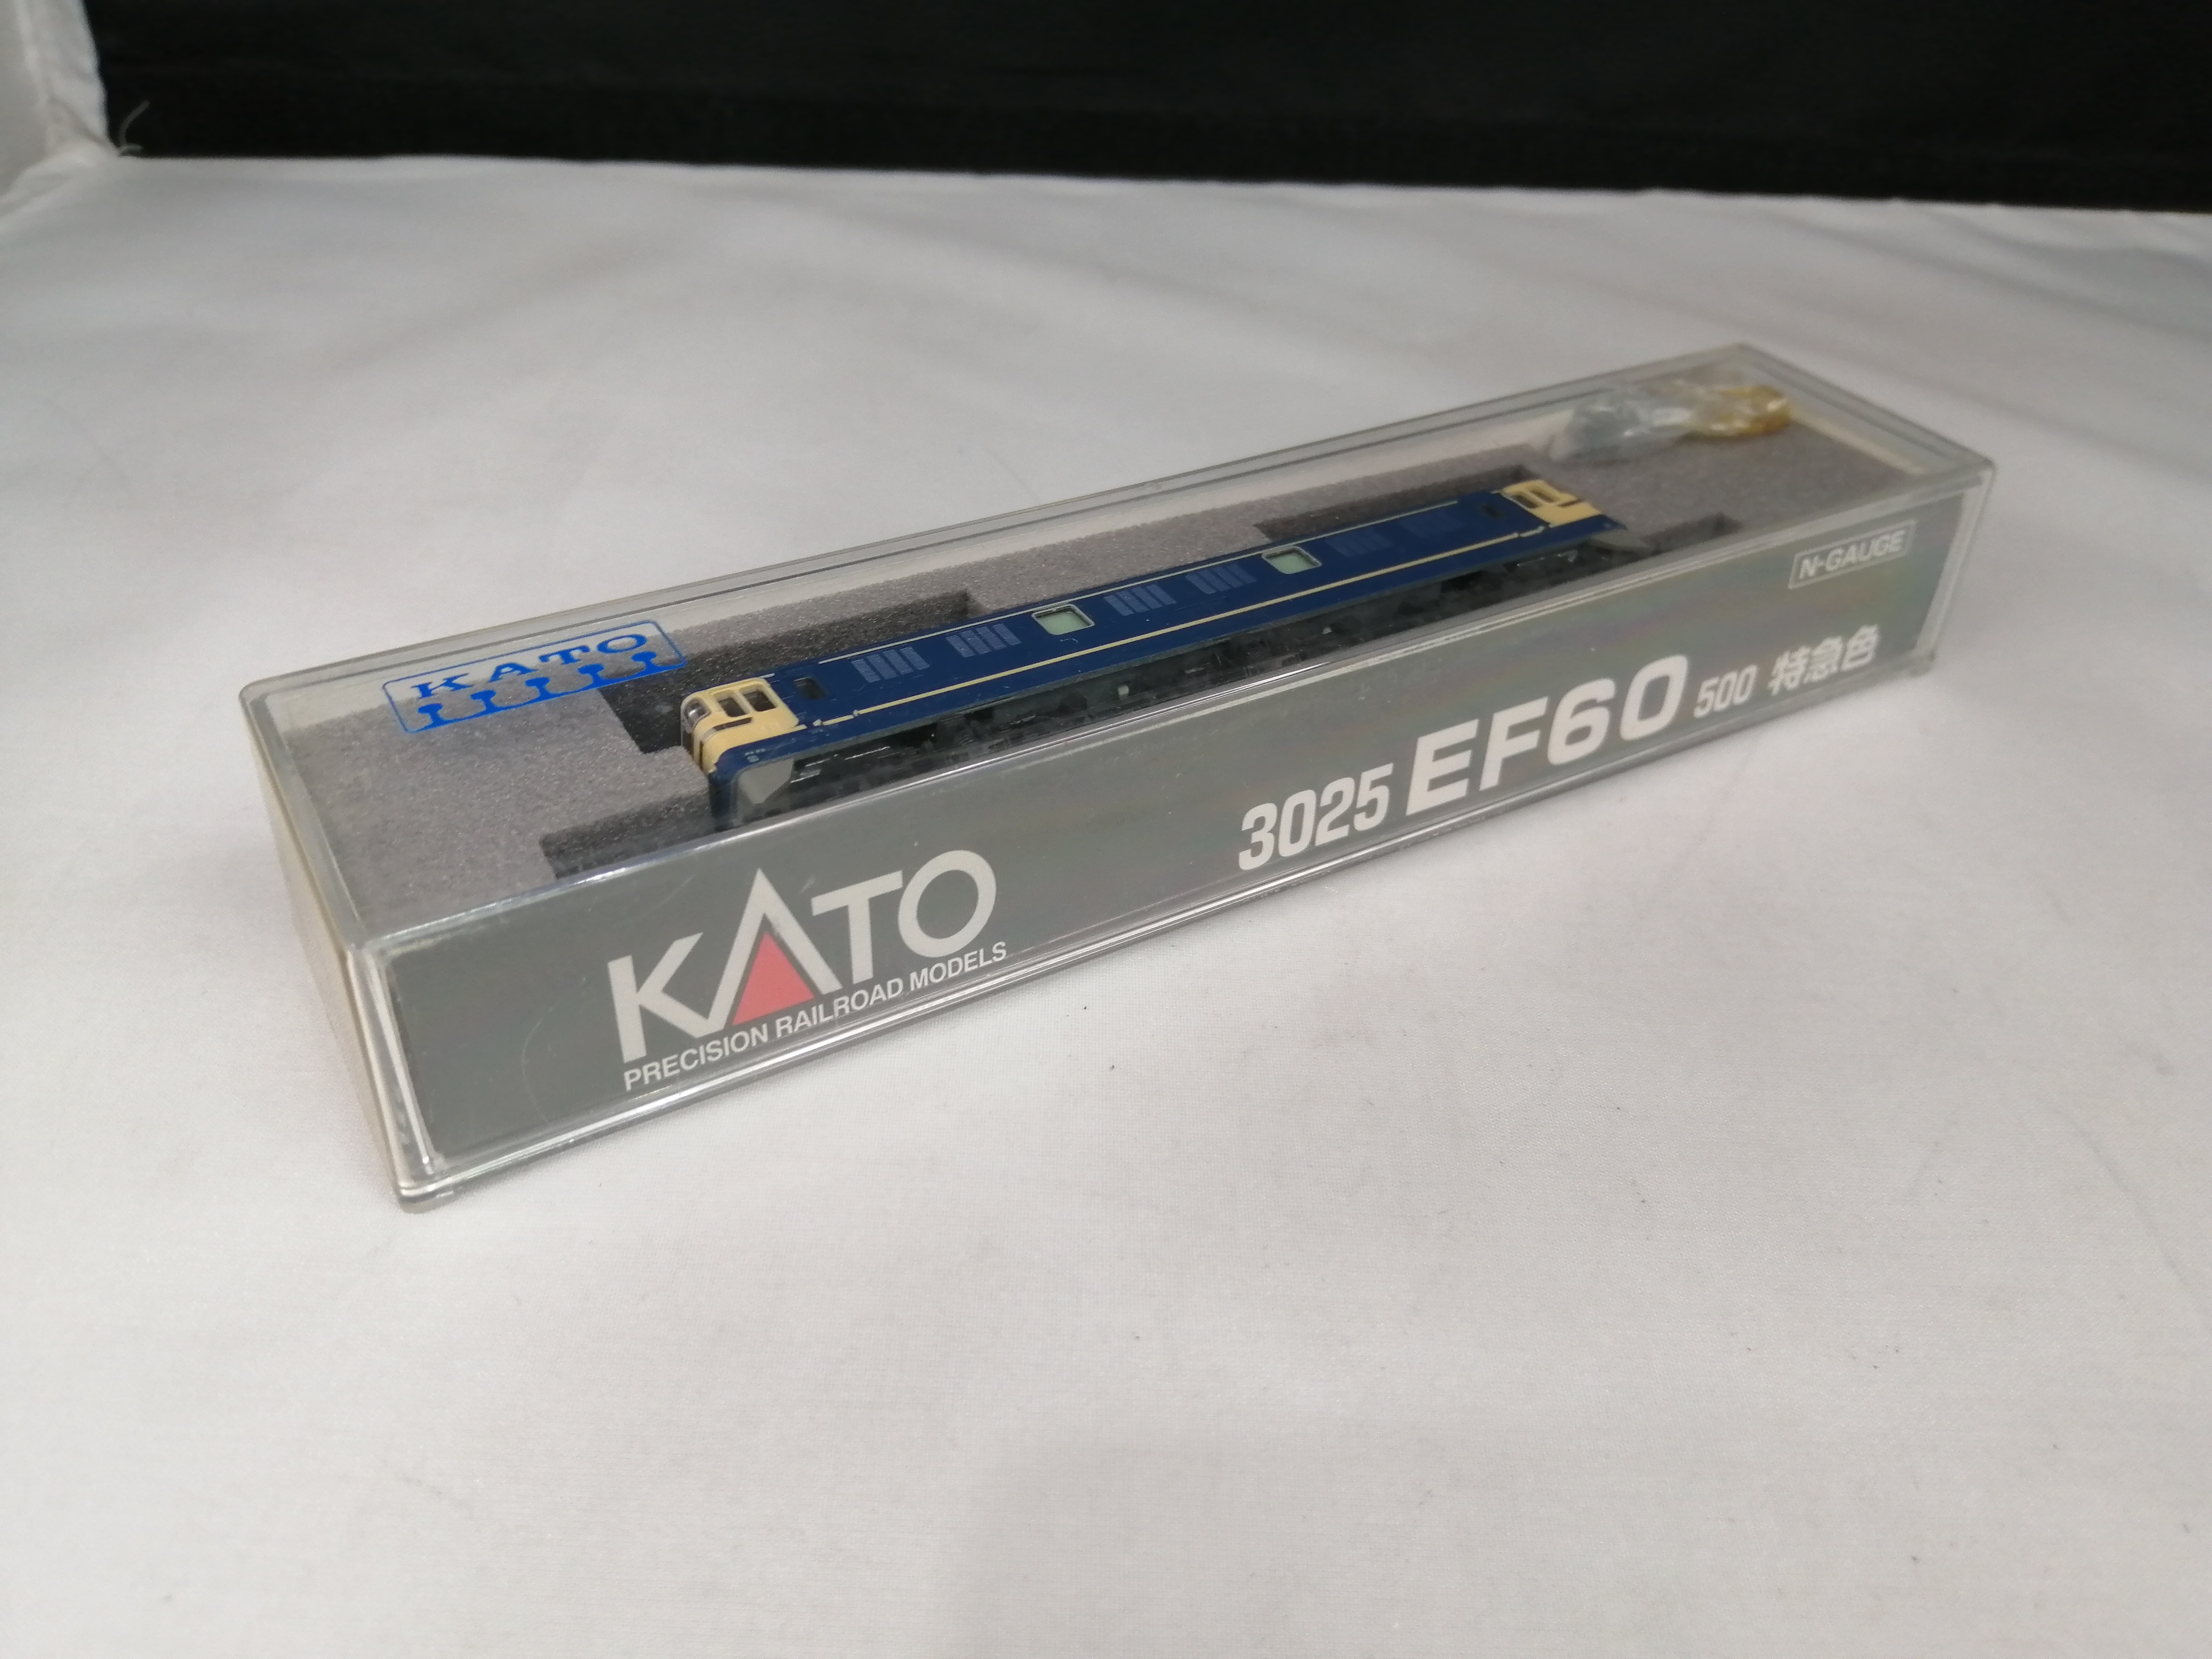 KATO
N-GAUGE
3025 EF60 500 特急色
KATO
PRECISION RAILROAD MODELS